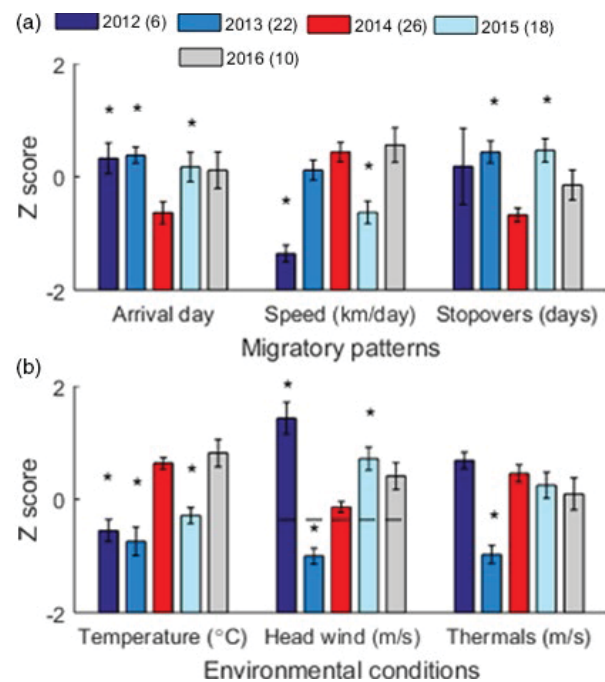 (a) 2012 (6) 2013 (22) 2014 (26) 2015 (18)
2016 (10)
2
0
-2
Z score
* * * * * * *
Arrival day Speed (km/day) Stopovers (days)
Migratory patterns
(b)
2
0
-2
Z score
* * * * * * *
Temperature (°C) Head wind (m/s) Thermals (m/s)
Environmental conditions